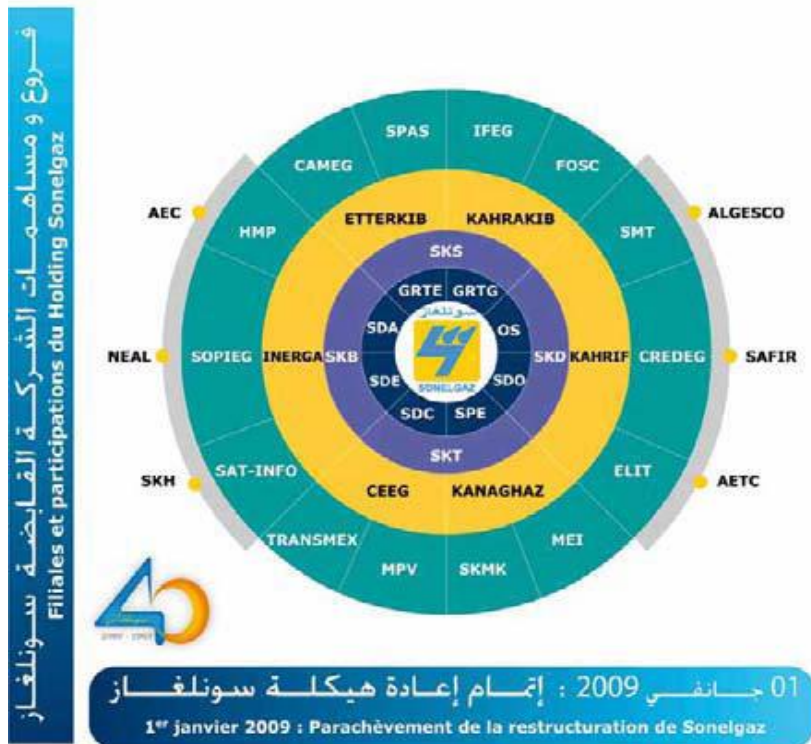 فروع و مساهمات الشركة القابضة سونلغاز
Filiales et participations du Holding Sonelgaz
SPAS
IFEG
CAMEG
FOSC
AEC
HMP
ETTERKIB
KAHRAKIB
SMT
ALGESCO
SKS
GRTE
GRTG
سونلغاز
SDA
OS
NEAL
SOPIEG
INERGA
SKB
SKD
KAHRIF
CREDEG
SAFIR
SONELGAZ
SDE
SDO
SDC
SPE
SKT
SKH
SAT-INFO
CEEG
KANAGHAZ
ELIT
AETC
TRANSMEX
MEI
MPV
SKMK
40
01 جانفي 2009 : إتمام إعادة هيكلة سونلغاز
1er janvier 2009 : Parachèvement de la restructuration de Sonelgaz